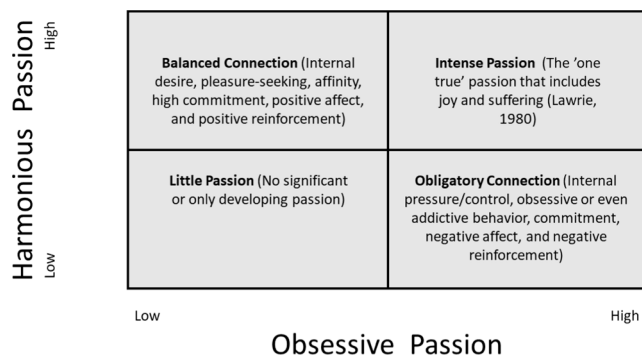 Harmonious Passion
High
Low
Balanced Connection (Internal
desire, pleasure-seeking, affinity,
high commitment, positive affect,
and positive reinforcement)
Intense Passion (The ’one
true’ passion that includes
joy and suffering (Lawrie,
1980)
Little Passion (No significant
or only developing passion)
Obligatory Connection (Internal
pressure/control, obsessive or even
addictive behavior, commitment,
negative affect, and negative
reinforcement)
Low
High
Obsessive Passion